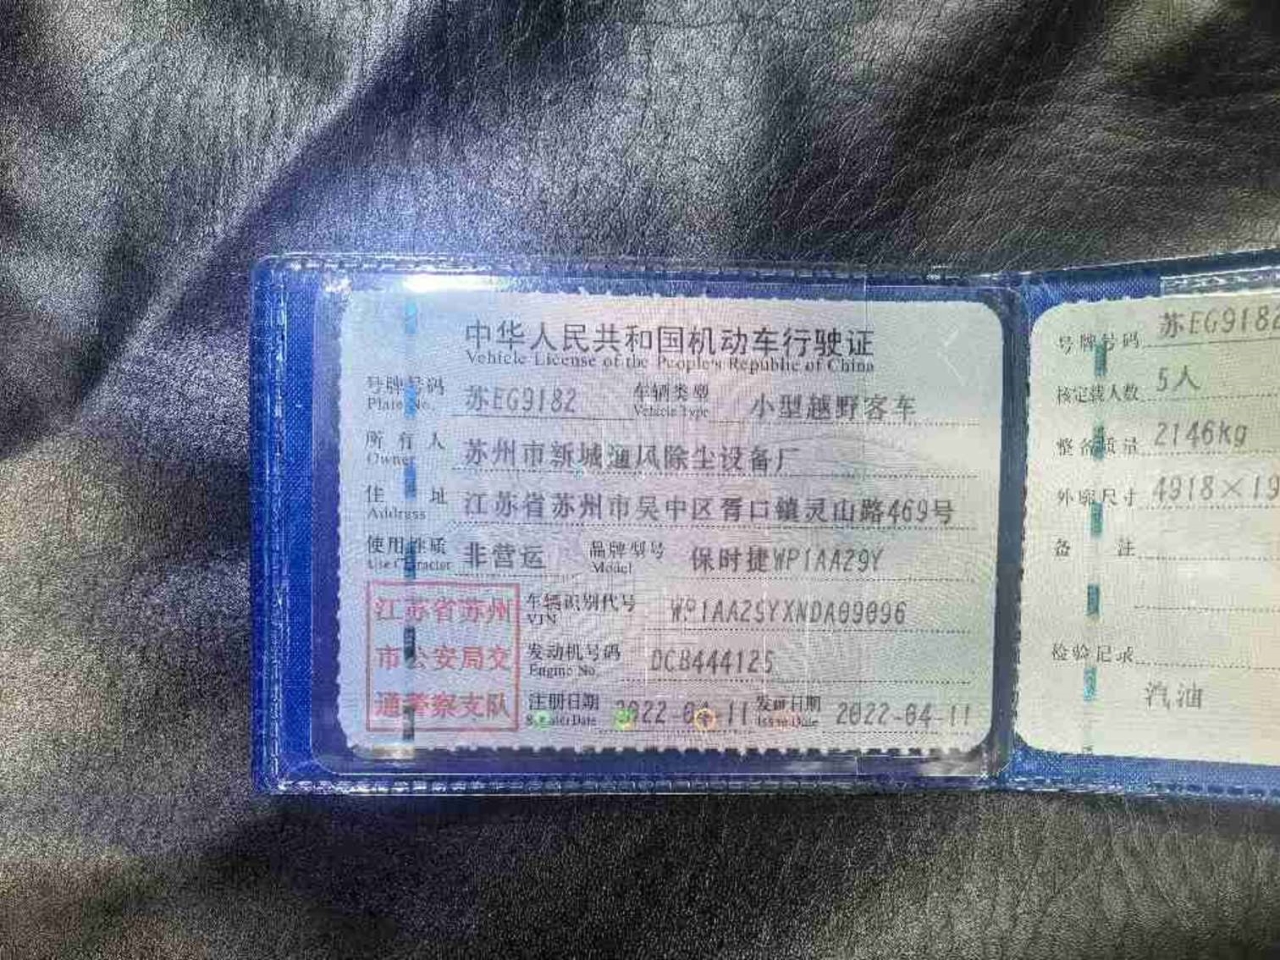 中华人民共和国机动车行驶证
Vehicle License of the People's Republic of China
号牌号码 苏EG9182 车辆类型 小型越野客车
Plate No. Vehicle Type
所有人 苏州市新城通风除尘设备厂
Owner
住址 江苏省苏州市吴中区胥口镇灵山路469号
Address
使用性质 非营运 品牌型号 保时捷WP1AA29Y
Use Character Model
江苏省苏州
市公安局交
通警察支队
车辆识别代号 WP1AA2SYXNDA09096
VIN
发动机号码 DCB444125
Engine No.
注册日期 2022-04-11 发证日期 2022-04-11
Register Date Issue Date
号牌号码 苏EG9182
核定载人数 5人
整备质量 2146kg
外廓尺寸 4918×19
备注
检验记录
汽油